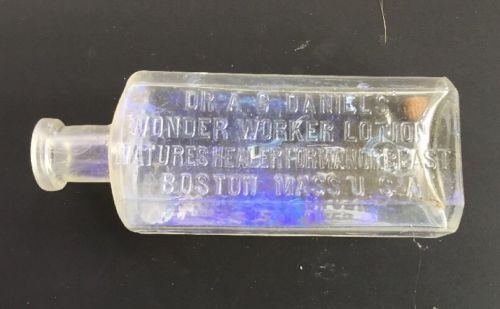 DR. A. C. DANIELS'
WONDER WORKER LOTION
NATURES HEALER FOR MAN OR BEAST
BOSTON MASS U.S.A.